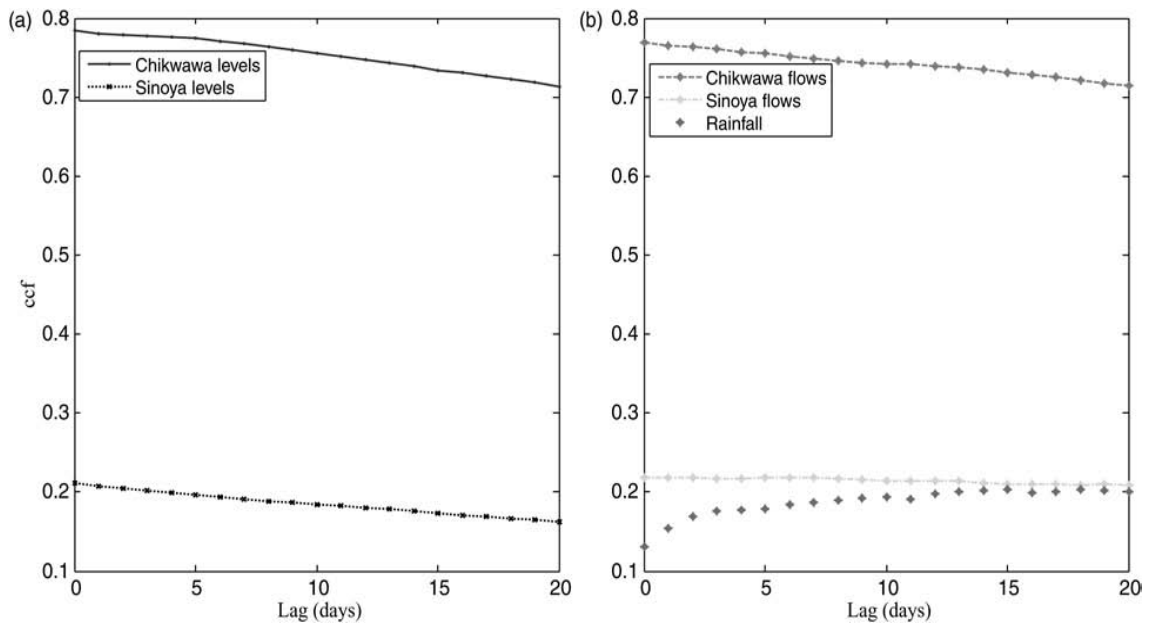 (a)
0.8
0.7
0.6
0.5
0.4
0.3
0.2
0.1
ccf
Chikwawa levels
Sinoya levels
0 5 10 15 20
Lag (days)
(b)
0.8
0.7
0.6
0.5
0.4
0.3
0.2
0.1
Chikwawa flows
Sinoya flows
Rainfall
0 5 10 15 20
Lag (days)